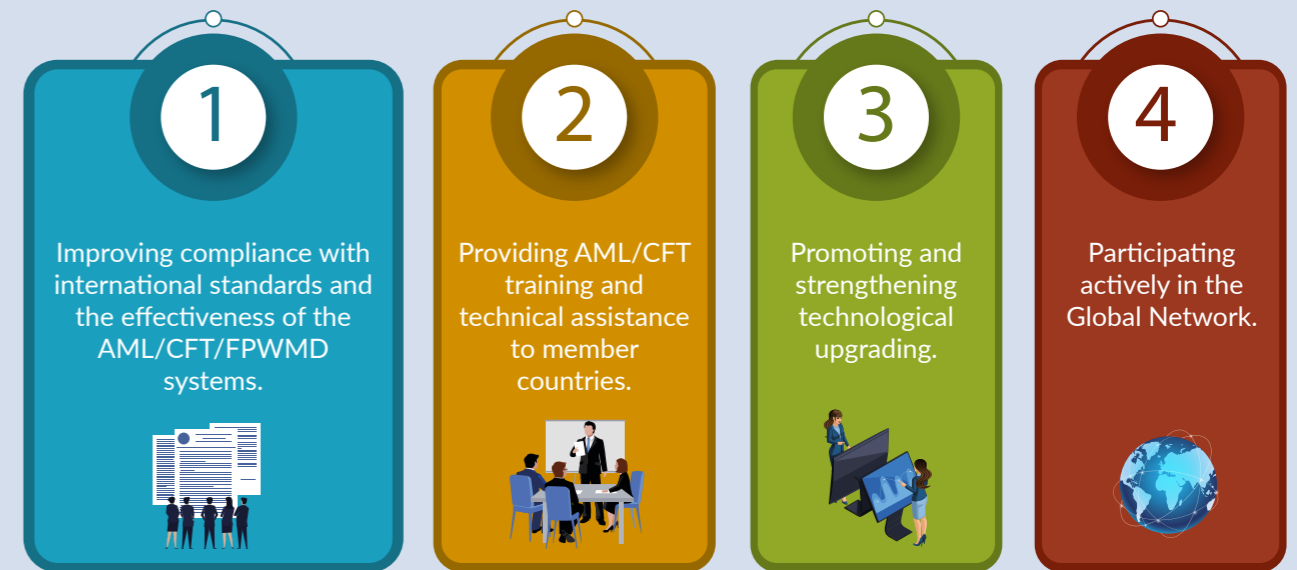 1
Improving compliance with
international standards and
the effectiveness of the
AML/CFT/FPWMD
systems.
2
Providing AML/CFT
training and
technical assistance
to member
countries.
3
Promoting and
strengthening
technological
upgrading.
4
Participating
actively in the
Global Network.